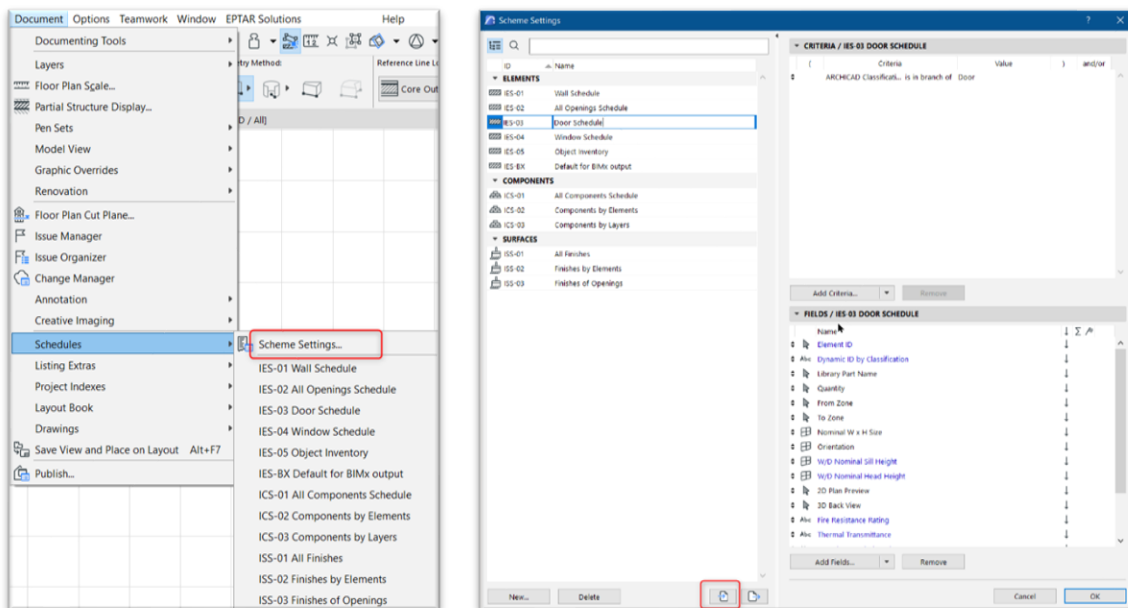 Document Options Teamwork Window EPTAR Solutions Help
Documenting Tools
Layers
Floor Plan Scale...
Partial Structure Display...
Pen Sets
Model View
Graphic Overrides
Renovation
Floor Plan Cut Plane...
Issue Manager
Issue Organizer
Change Manager
Annotation
Creative Imaging
Schedules
Listing Extras
Project Indexes
Layout Book
Drawings
Save View and Place on Layout Alt+F7
Publish...
try Method:
Reference Line Lo
Core Out
D / All]
Scheme Settings...
IES-01 Wall Schedule
IES-02 All Openings Schedule
IES-03 Door Schedule
IES-04 Window Schedule
IES-05 Object Inventory
IES-BX Default for BIMx output
ICS-01 All Components Schedule
ICS-02 Components by Elements
ICS-03 Components by Layers
ISS-01 All Finishes
ISS-02 Finishes by Elements
ISS-03 Finishes of Openings
Scheme Settings
ID Name
ELEMENTS
IES-01 Wall Schedule
IES-02 All Openings Schedule
IES-03 Door Schedule
IES-04 Window Schedule
IES-05 Object Inventory
IES-BX Default for BIMx output
COMPONENTS
ICS-01 All Components Schedule
ICS-02 Components by Elements
ICS-03 Components by Layers
SURFACES
ISS-01 All Finishes
ISS-02 Finishes by Elements
ISS-03 Finishes of Openings
New... Delete
CRITERIA / IES-03 DOOR SCHEDULE
( Criteria Value ) and/or
ARCHICAD Classificati... is in branch of Door
Add Criteria... Remove
FIELDS / IES-03 DOOR SCHEDULE
Name
Element ID
Abc Dynamic ID by Classification
Library Part Name
Quantity
From Zone
To Zone
Nominal W x H Size
Orientation
W/D Nominal Sill Height
W/D Nominal Head Height
2D Plan Preview
3D Back View
Abc Fire Resistance Rating
Abc Thermal Transmittance
Add Fields... Remove
Cancel OK